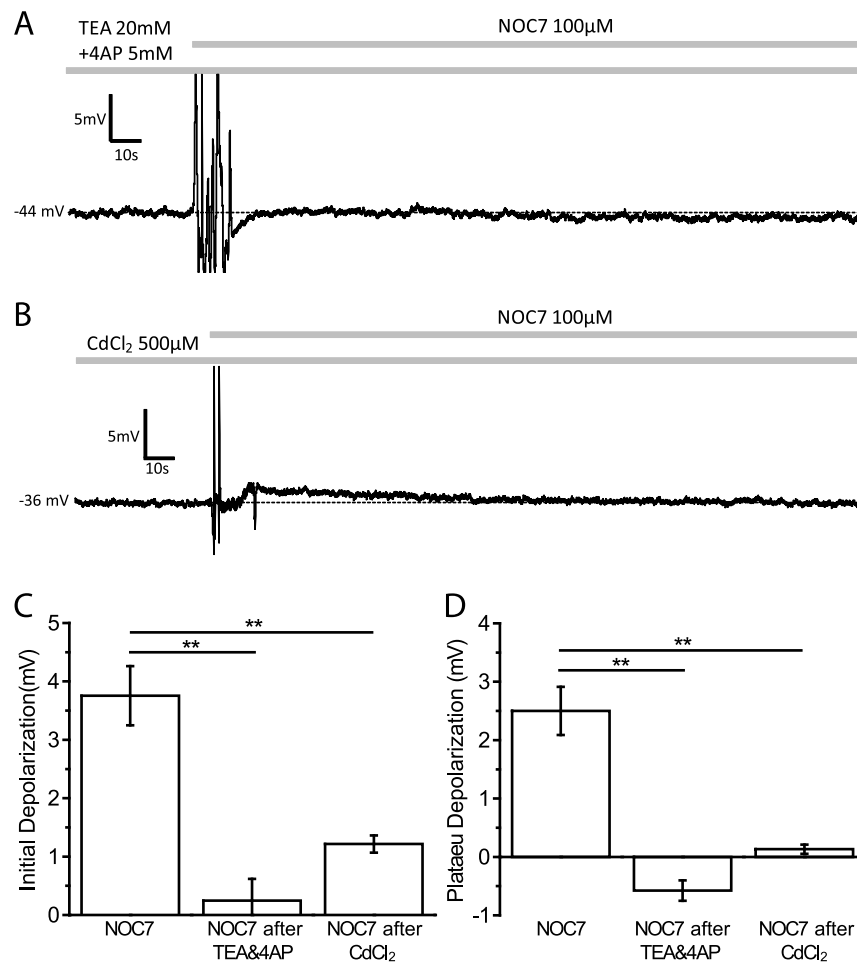 A
TEA 20mM
+4AP 5mM
NOC7 100µM
5mV
10s
-44 mV
B
NOC7 100µM
CdCl₂ 500µM
5mV
10s
-36 mV
C
Initial Depolarization(mV)
5
4
3
2
1
0
**
**
NOC7
NOC7 after
TEA&4AP
NOC7 after
CdCl₂
D
Plataeu Depolarization (mV)
4
3
2
1
0
-1
**
**
NOC7
NOC7 after
TEA&4AP
NOC7 after
CdCl₂